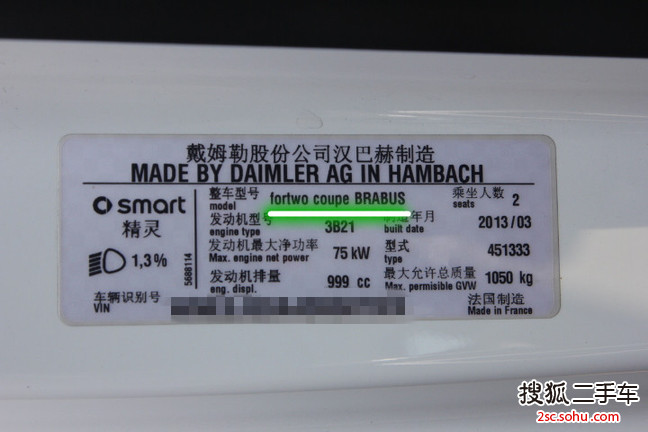 戴姆勒股份公司汉巴赫制造
MADE BY DAIMLER AG IN HAMBACH
smart
精灵
1,3%
5688114
整车型号 fortwo coupe BRABUS 乘坐人数 2
model seats
发动机型号 3B21 年月 2013/03
engine type built date
发动机最大净功率 75 kW 型式 451333
Max. engine net power type
发动机排量 999 cc 最大允许总质量 1050 kg
eng. displ. Max. permisible GVW
车辆识别号 法国制造
VIN Made in France
搜狐二手车
2sc.sohu.com